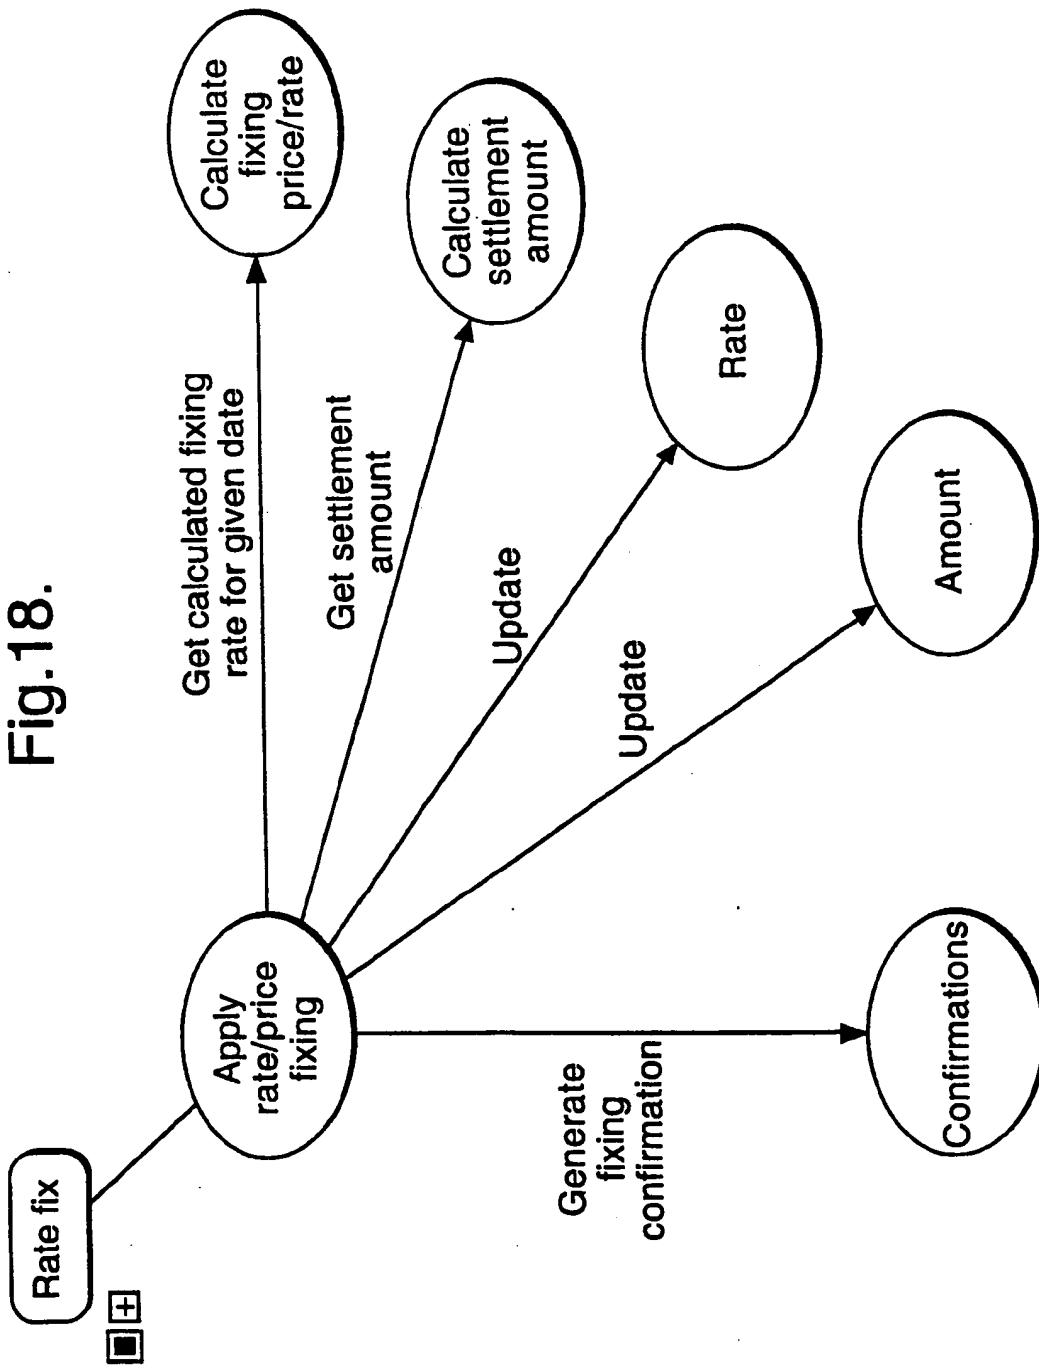 Fig.18.
Rate fix
Apply
rate/price
fixing
Get calculated fixing
rate for given date
Calculate
fixing
price/rate
Get settlement
amount
Calculate
settlement
amount
Update
Rate
Update
Amount
Generate
fixing
confirmation
Confirmations